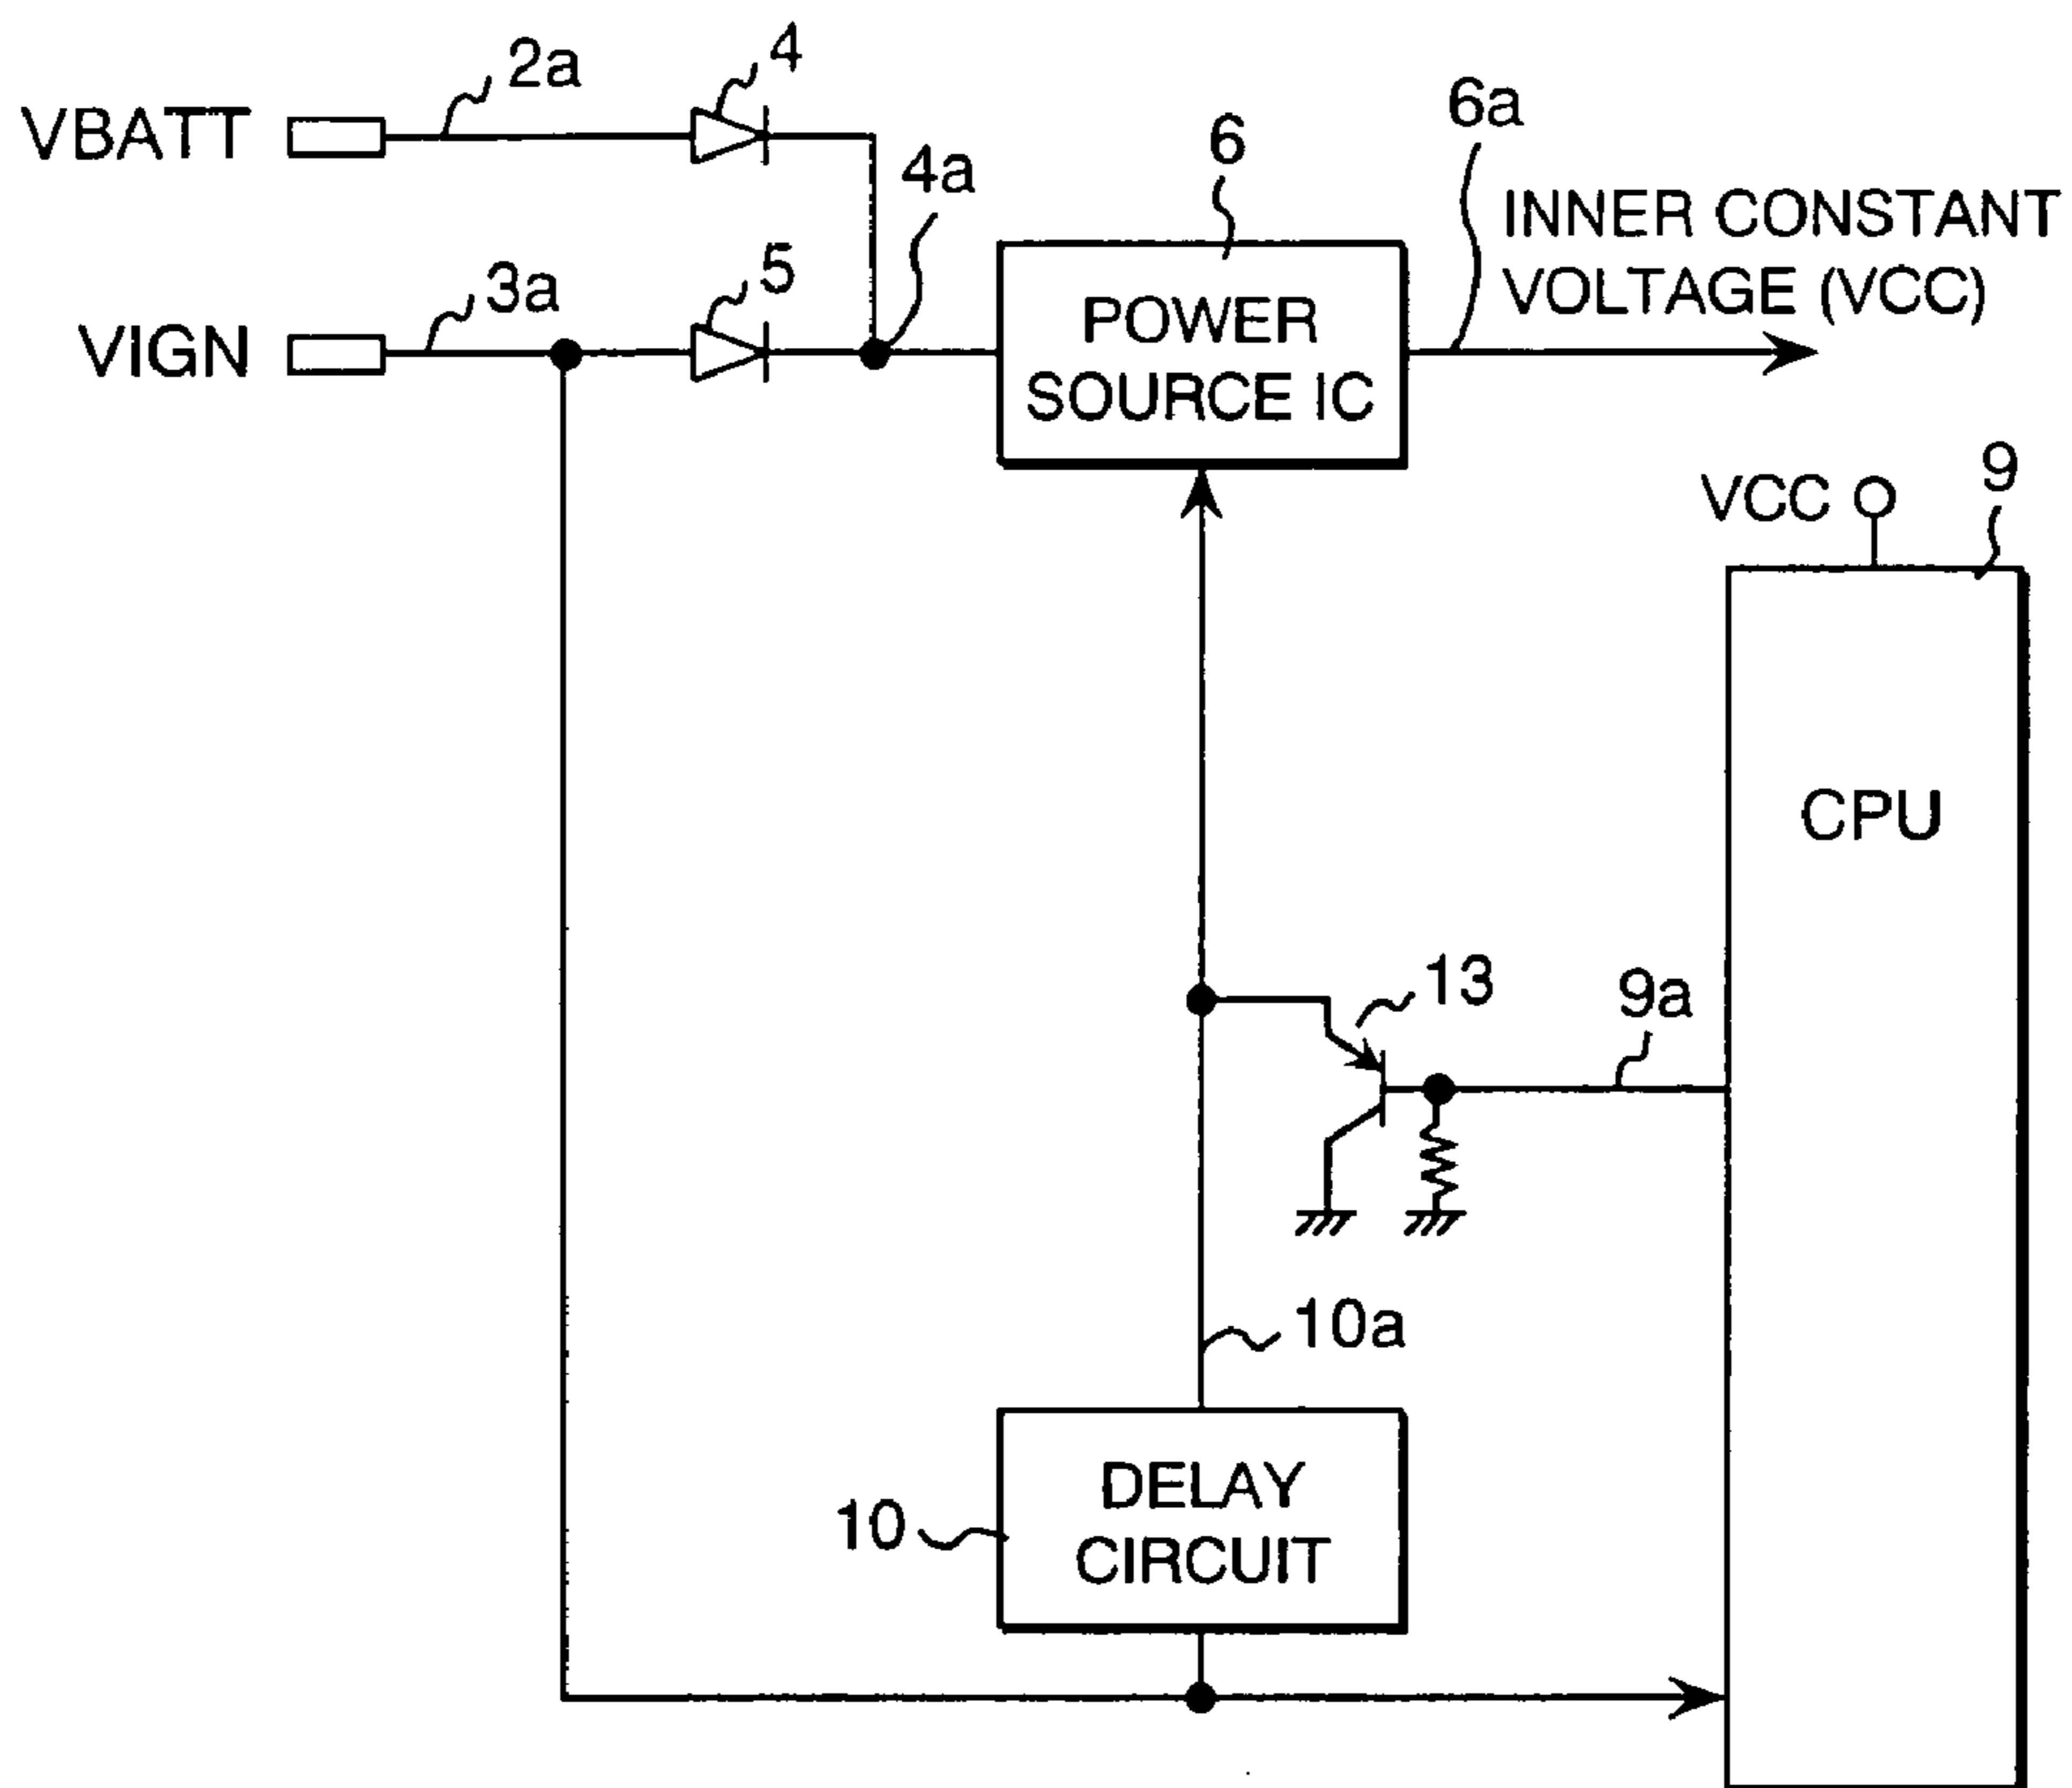 2a
4
VBATT
4a
6
6a
INNER CONSTANT
VOLTAGE (VCC)
3a
5
VIGN
POWER
SOURCE IC
VCC
9
CPU
13
9a
10a
10
DELAY
CIRCUIT